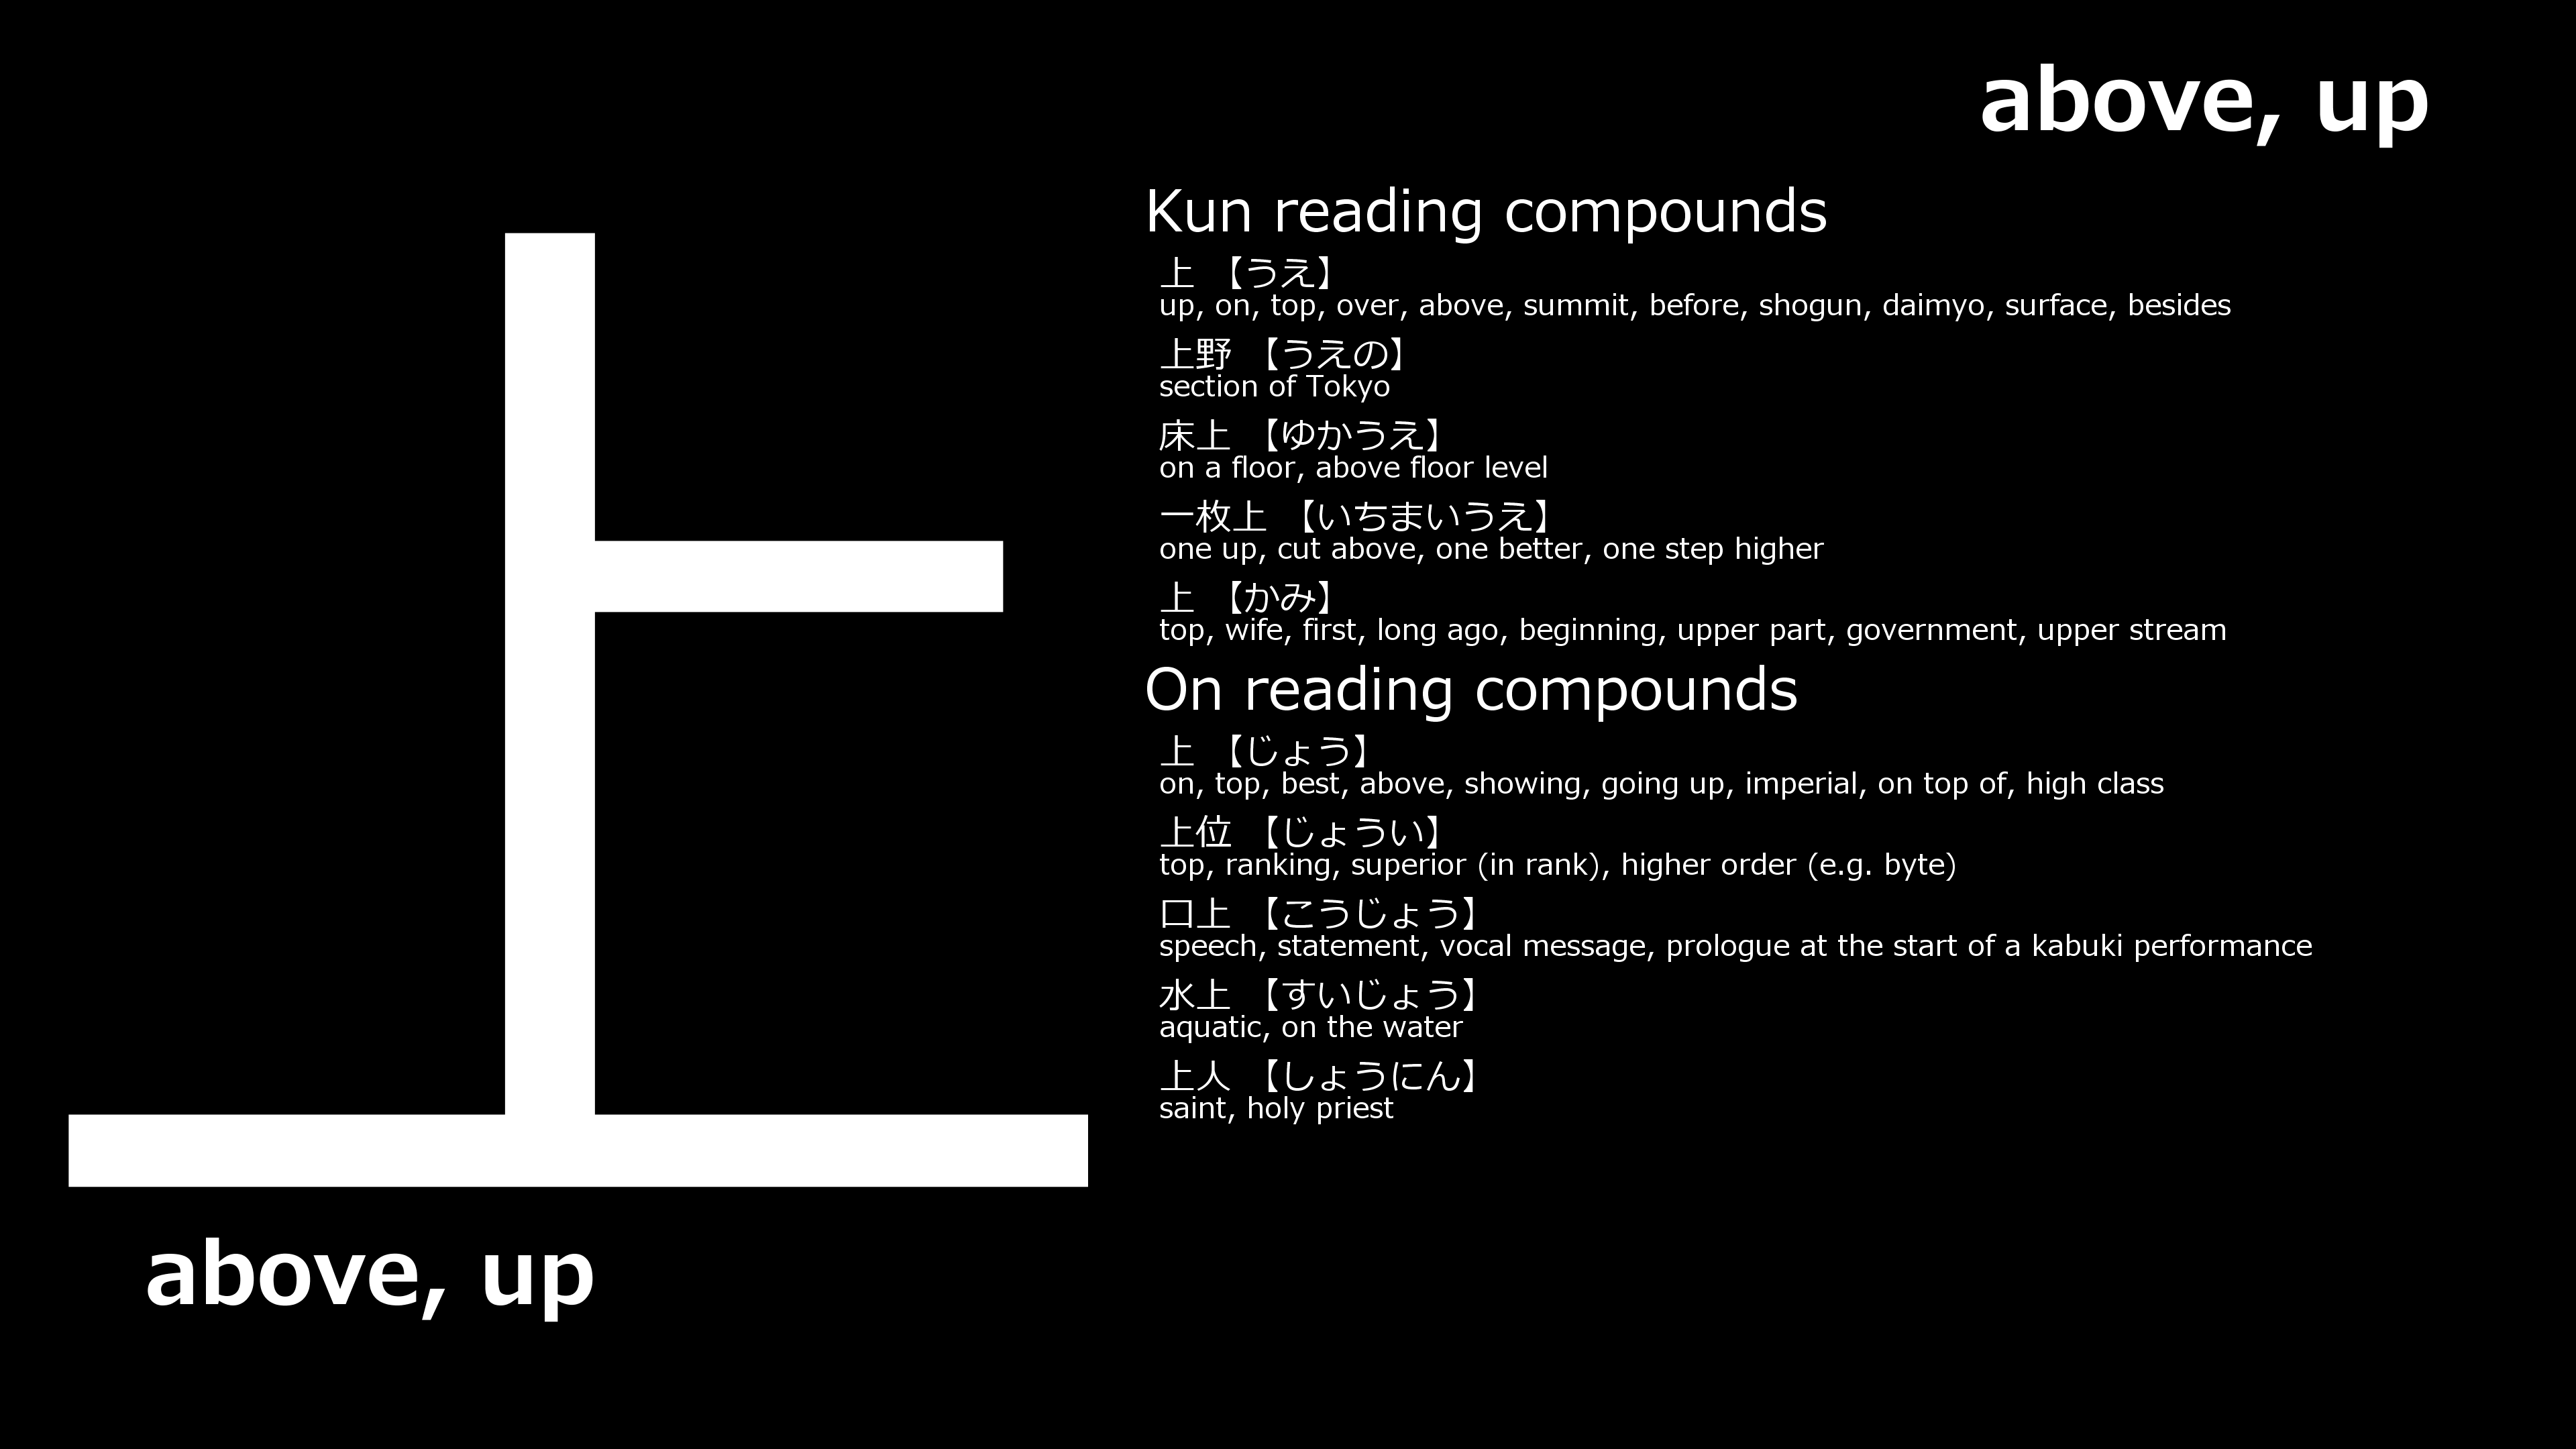 above, up
上
above, up
Kun reading compounds
上 【うえ】
up, on, top, over, above, summit, before, shogun, daimyo, surface, besides
上野 【うえの】
section of Tokyo
床上 【ゆかうえ】
on a floor, above floor level
一枚上 【いちまいうえ】
one up, cut above, one better, one step higher
上 【かみ】
top, wife, first, long ago, beginning, upper part, government, upper stream
On reading compounds
上 【じょう】
on, top, best, above, showing, going up, imperial, on top of, high class
上位 【じょうい】
top, ranking, superior (in rank), higher order (e.g. byte)
口上 【こうじょう】
speech, statement, vocal message, prologue at the start of a kabuki performance
水上 【すいじょう】
aquatic, on the water
上人 【しょうにん】
saint, holy priest